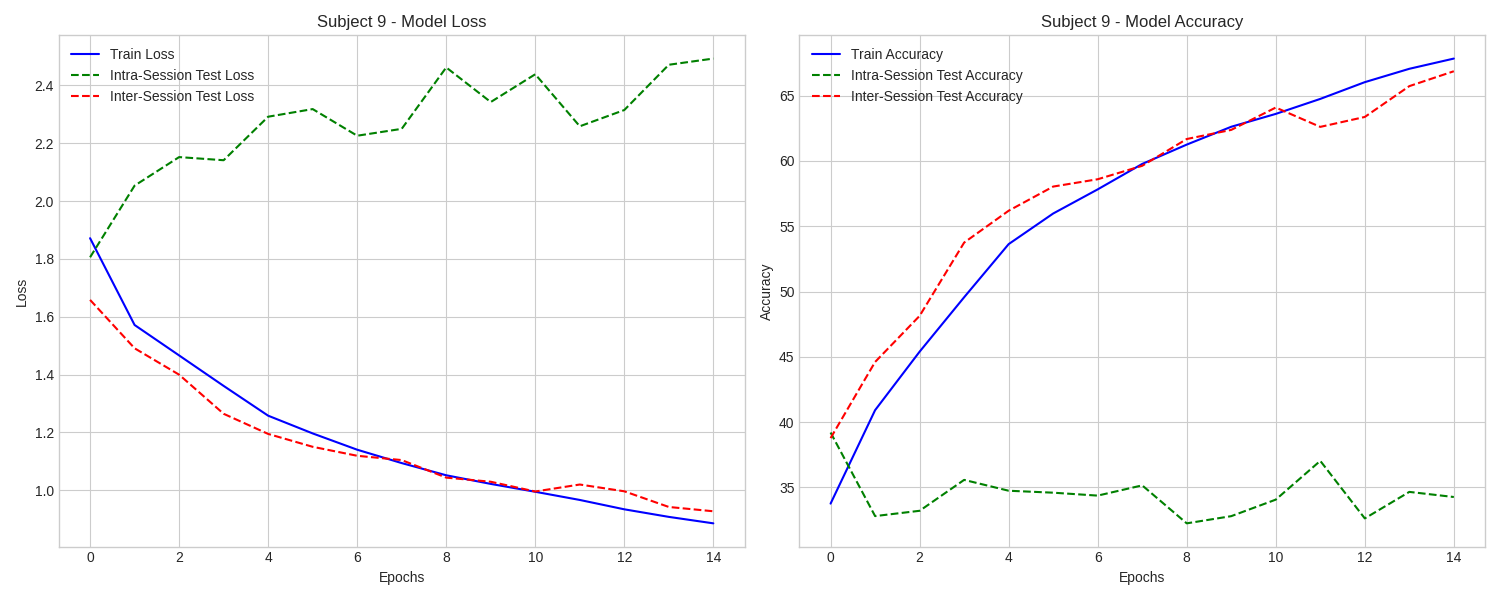 Subject 9 - Model Loss
Train Loss
Intra-Session Test Loss
Inter-Session Test Loss
Loss
2.4
2.2
2.0
1.8
1.6
1.4
1.2
1.0
0 2 4 6 8 10 12 14
Epochs
Subject 9 - Model Accuracy
Train Accuracy
Intra-Session Test Accuracy
Inter-Session Test Accuracy
Accuracy
65
60
55
50
45
40
35
0 2 4 6 8 10 12 14
Epochs